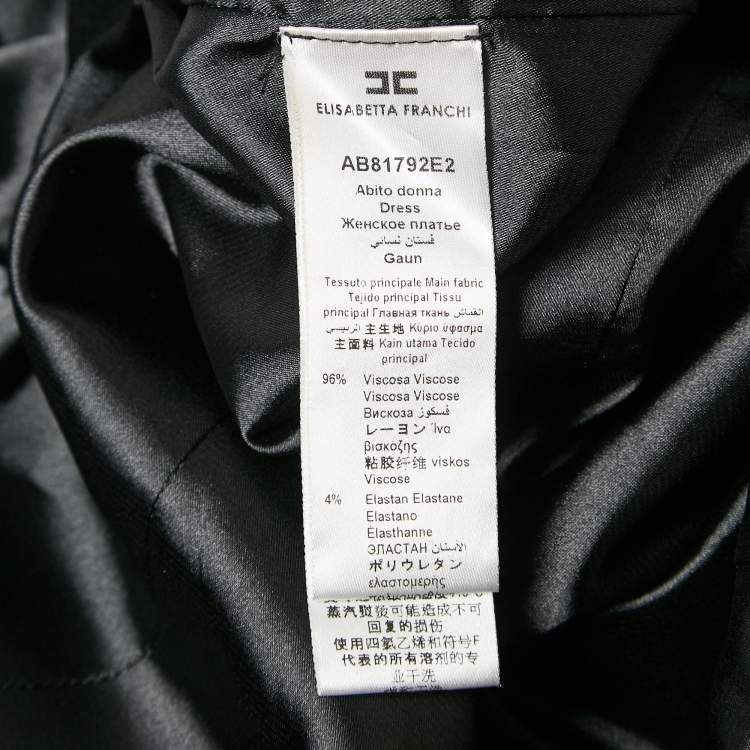 ELISABETTA FRANCHI
AB81792E2
Abito donna
Dress
Женское платье
فستان نسائي
Gaun
Tessuto principale Main fabric
Tejido principal Tissu
principal Главная ткань القماش
الرئيسي 主生地 Κύριο ύφασμα
主面料 Kain utama Tecido
principal
96% Viscosa Viscose
Viscosa Viscose
Вискоза فسكوز
レーヨン Ίνα
βισκόζης
粘胶纤维 viskos
Viscose
4% Elastan Elastane
Elastano
Élasthanne
ЭЛАСТАН الأستان
ポリウレタン
ελαστομερής
蒸汽熨烫可能造成不可
回复的损伤
使用四氯乙烯和符号F
代表的所有溶剂的专
业干洗